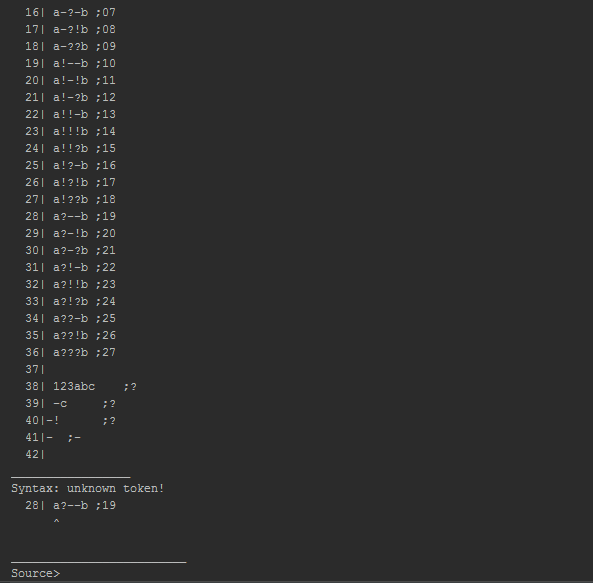 16| a-?-b ;07
17| a-?!b ;08
18| a-??b ;09
19| a!--b ;10
20| a!-!b ;11
21| a!-?b ;12
22| a!!-b ;13
23| a!!!b ;14
24| a!!?b ;15
25| a!?-b ;16
26| a!?!b ;17
27| a!??b ;18
28| a?--b ;19
29| a?-!b ;20
30| a?-?b ;21
31| a?!-b ;22
32| a?!!b ;23
33| a?!?b ;24
34| a??-b ;25
35| a??!b ;26
36| a???b ;27
37|
38| 123abc    ;?
39| -c     ;?
40|-!      ;?
41|-  ;-
42|
_________________
Syntax: unknown token!
28| a?--b ;19
^
_________________________
Source>